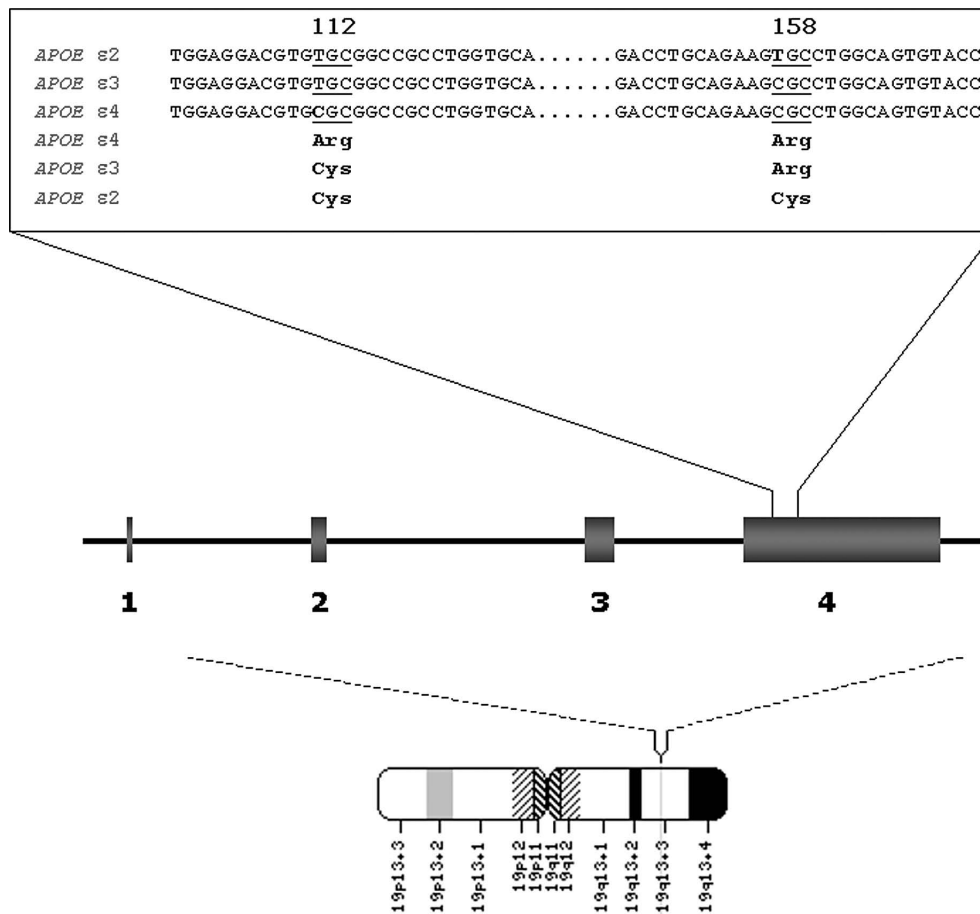 112 158
APOE ε2 TGGAGGACGTGTGCGGCCGCCTGGTGCA......GACCTGCAGAAGTGCCTGGCAGTGTACC
APOE ε3 TGGAGGACGTGTGCGGCCGCCTGGTGCA......GACCTGCAGAAGCGCCTGGCAGTGTACC
APOE ε4 TGGAGGACGTGCGCGGCCGCCTGGTGCA......GACCTGCAGAAGCGCCTGGCAGTGTACC
APOE ε4 Arg Arg
APOE ε3 Cys Arg
APOE ε2 Cys Cys
1 2 3 4
19p13+3 19p13+2 19p13+1 19p12 19p11 19q11 19q12 19q13+1 19q13+2 19q13+3 19q13+4